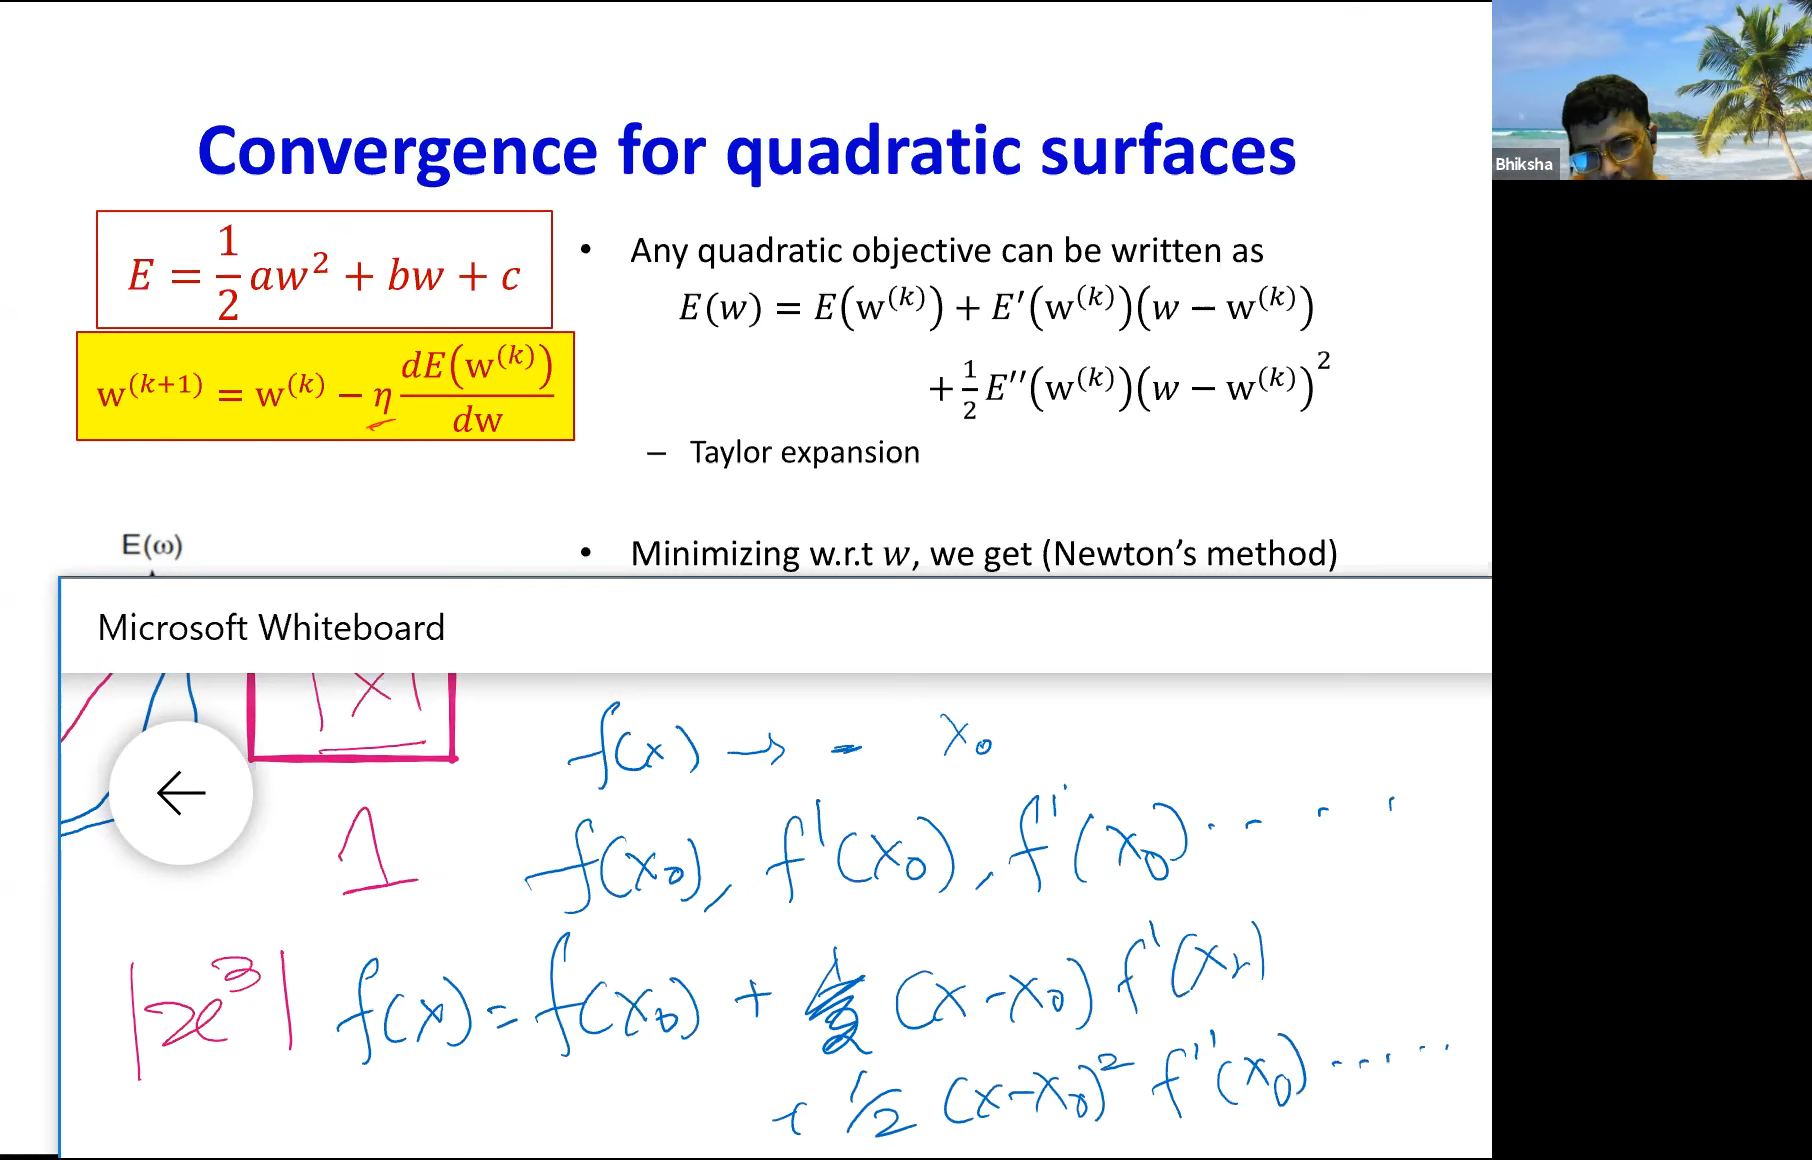 Convergence for quadratic surfaces
Bhiksha
E = 1/2 aw² + bw + c
w^(k+1) = w^(k) − η dE(w^(k))/dw
• Any quadratic objective can be written as
E(w) = E(w^(k)) + E′(w^(k))(w − w^(k))
+ 1/2 E′′(w^(k))(w − w^(k))²
– Taylor expansion
E(ω)
• Minimizing w.r.t w, we get (Newton’s method)
Microsoft Whiteboard
|x|
f(x) → - x₀
1
f(x₀), f'(x₀), f''(x₀) . . . .
|x³|
f(x) = f(x₀) + (x-x₀) f'(x
+ 1/2 (x-x₀)² f''(x₀) . . . . .